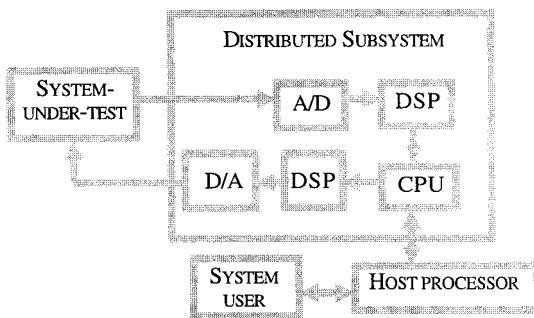 DISTRIBUTED SUBSYSTEM
SYSTEM-
UNDER-TEST
A/D
DSP
D/A
DSP
CPU
SYSTEM
USER
HOST PROCESSOR